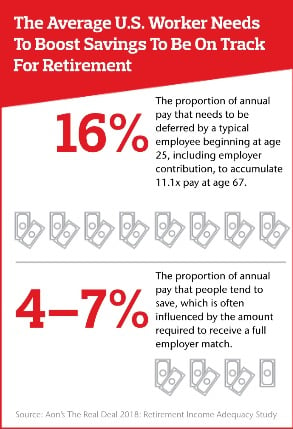 The Average U.S. Worker Needs
To Boost Savings To Be On Track
For Retirement
16%
The proportion of annual
pay that needs to be
deferred by a typical
employee beginning at age
25, including employer
contribution, to accumulate
11.1x pay at age 67.
4–7%
The proportion of annual
pay that people tend to
save, which is often
influenced by the amount
required to receive a full
employer match.
Source: Aon's The Real Deal 2018: Retirement Income Adequacy Study